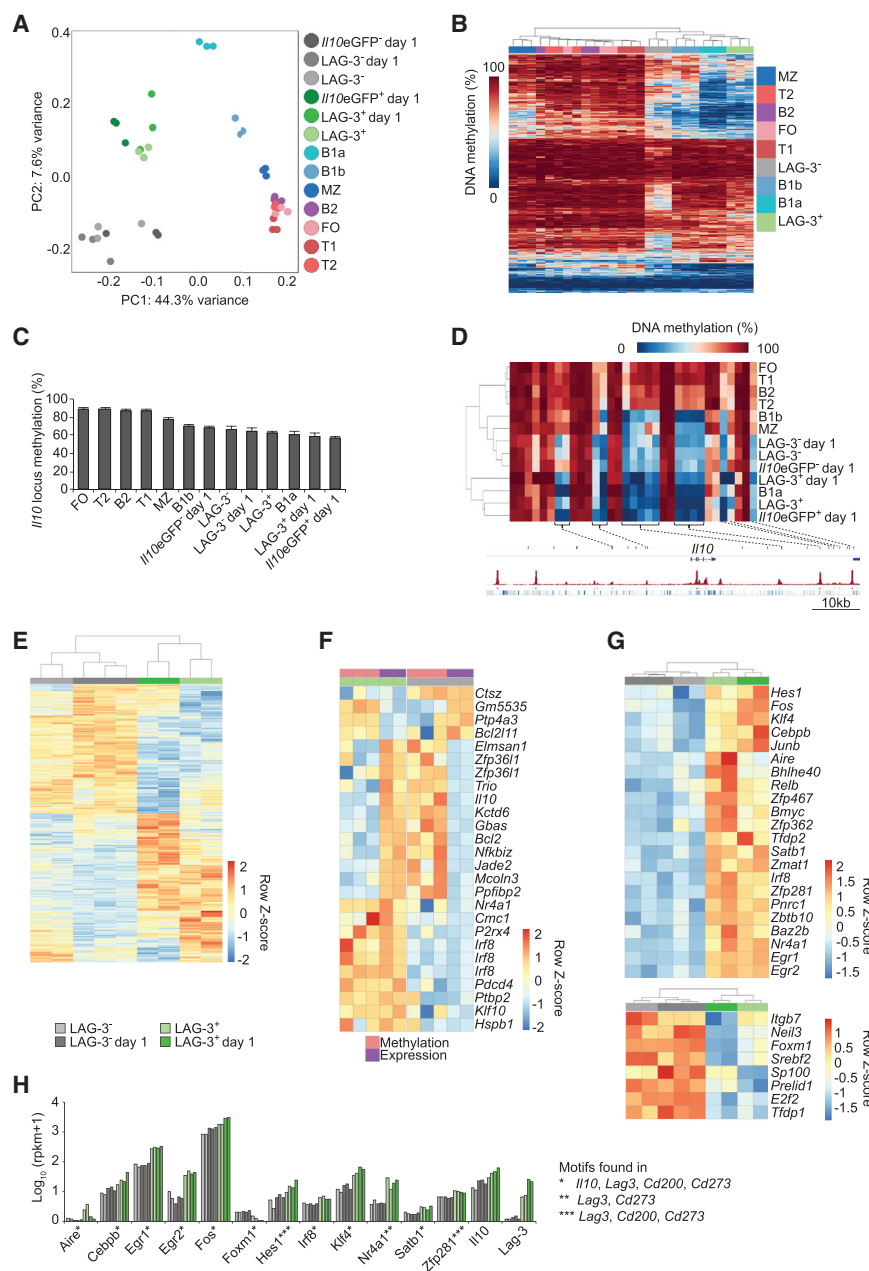 A
0.4
0.2
0.0
-0.2
PC2: 7.6% variance
-0.2
-0.1
0.0
0.1
0.2
PC1: 44.3% variance
Il10eGFP- day 1
LAG-3- day 1
LAG-3-
Il10eGFP+ day 1
LAG-3+ day 1
LAG-3+
B1a
B1b
MZ
B2
FO
T1
T2
B
100
0
DNA methylation (%)
MZ
T2
B2
FO
T1
LAG-3-
B1b
B1a
LAG-3+
C
100
80
60
40
20
0
Il10 locus methylation (%)
FO
T2
B2
T1
MZ
B1b
Il10eGFP- day 1
LAG-3-
LAG-3- day 1
LAG-3+
B1a
LAG-3+ day 1
Il10eGFP+ day 1
D
DNA methylation (%)
0
100
FO
T1
B2
T2
B1b
MZ
LAG-3- day 1
LAG-3-
Il10eGFP- day 1
LAG-3+ day 1
B1a
LAG-3+
Il10eGFP+ day 1
Il10
10kb
E
2
1
0
-1
-2
Row Z-score
LAG-3-
LAG-3+
LAG-3- day 1
LAG-3+ day 1
F
Ctsz
Gm5535
Ptp4a3
Bcl2l11
Elmsan1
Zfp36l1
Zfp36l1
Trio
Il10
Kctd6
Gbas
Bcl2
Nfkbiz
Jade2
Mcoln3
Ppfibp2
Nr4a1
Cmc1
P2rx4
Irf8
Irf8
Irf8
Pdcd4
Ptbp2
Klf10
Hspb1
2
1
0
-1
-2
Row Z-score
Methylation
Expression
G
Hes1
Fos
Klf4
Cebpb
Junb
Aire
Bhlhe40
Relb
Zfp467
Bmyc
Zfp362
Tfdp2
Satb1
Zmat1
Irf8
Zfp281
Pnrc1
Zbtb10
Baz2b
Nr4a1
Egr1
Egr2
2
1.5
1
0.5
0
-0.5
-1
-1.5
Row Z-score
Itgb7
Neil3
Foxm1
Srebf2
Sp100
Prelid1
E2f2
Tfdp1
1.5
1
0.5
0
-0.5
-1
-1.5
Row Z-score
H
4
3
2
1
0
Log10 (rpkm+1)
Aire*
Cebpb*
Egr1*
Egr2*
Fos*
Foxm1*
Hes1***
Irf8*
Klf4*
Nr4a1**
Satb1*
Zfp281***
Il10
Lag-3
Motifs found in
* Il10, Lag3, Cd200, Cd273
** Lag3, Cd273
*** Lag3, Cd200, Cd273